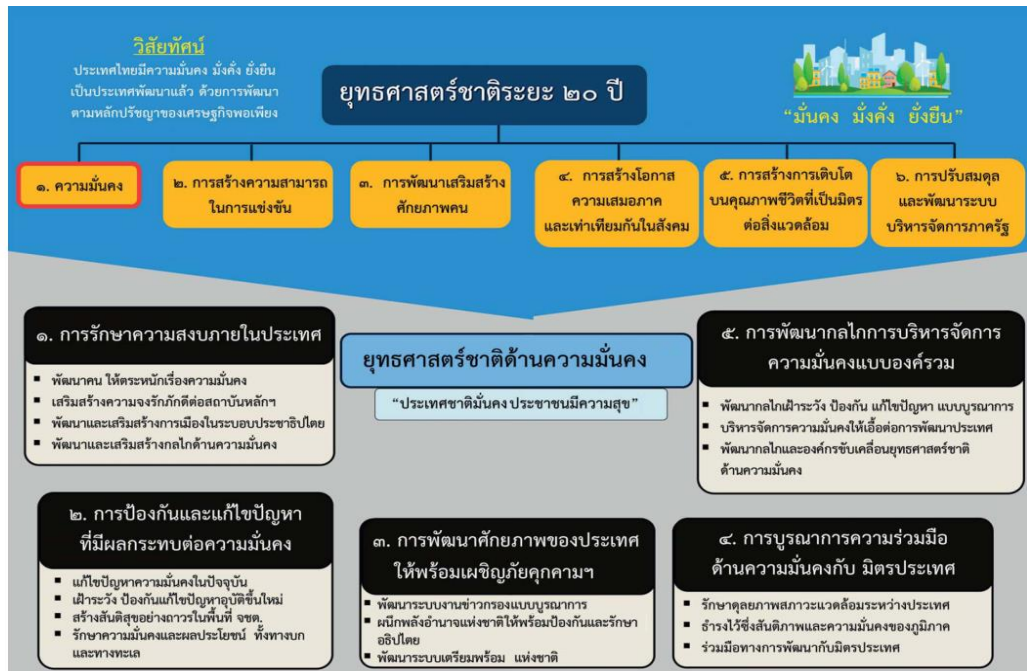 วิสัยทัศน์
ประเทศไทยมีความมั่นคง มั่งคั่ง ยั่งยืน
เป็นประเทศพัฒนาแล้ว ด้วยการพัฒนา
ตามหลักปรัชญาของเศรษฐกิจพอเพียง
ยุทธศาสตร์ชาติระยะ ๒๐ ปี
“มั่นคง มั่งคั่ง ยั่งยืน”
๑. ความมั่นคง
๒. การสร้างความสามารถ
ในการแข่งขัน
๓. การพัฒนาเสริมสร้าง
ศักยภาพคน
๔. การสร้างโอกาส
ความเสมอภาค
และเท่าเทียมกันในสังคม
๕. การสร้างการเติบโต
บนคุณภาพชีวิตที่เป็นมิตร
ต่อสิ่งแวดล้อม
๖. การปรับสมดุล
และพัฒนาระบบ
บริหารจัดการภาครัฐ
ยุทธศาสตร์ชาติด้านความมั่นคง
“ประเทศชาติมั่นคง ประชาชนมีความสุข”
๑. การรักษาความสงบภายในประเทศ
▪ พัฒนาคน ให้ตระหนักเรื่องความมั่นคง
▪ เสริมสร้างความจงรักภักดีต่อสถาบันหลักฯ
▪ พัฒนาและเสริมสร้างการเมืองในระบอบประชาธิปไตย
▪ พัฒนาและเสริมสร้างกลไกด้านความมั่นคง
๒. การป้องกันและแก้ไขปัญหา
ที่มีผลกระทบต่อความมั่นคง
▪ แก้ไขปัญหาความมั่นคงในปัจจุบัน
▪ เฝ้าระวัง ป้องกันแก้ไขปัญหาอุบัติขึ้นใหม่
▪ สร้างสันติสุขอย่างถาวรในพื้นที่ จชต.
▪ รักษาความมั่นคงและผลประโยชน์ ทั้งทางบก
และทางทะเล
๓. การพัฒนาศักยภาพของประเทศ
ให้พร้อมเผชิญภัยคุกคามฯ
▪ พัฒนาระบบงานข่าวกรองแบบบูรณาการ
▪ ผนึกพลังอำนาจแห่งชาติให้พร้อมป้องกันและรักษา
อธิปไตย
▪ พัฒนาระบบเตรียมพร้อม แห่งชาติ
๔. การบูรณาการความร่วมมือ
ด้านความมั่นคงกับ มิตรประเทศ
▪ รักษาดุลยภาพสภาวะแวดล้อมระหว่างประเทศ
▪ ธำรงไว้ซึ่งสันติภาพและความมั่นคงของภูมิภาค
▪ ร่วมมือทางการพัฒนากับมิตรประเทศ
๕. การพัฒนากลไกการบริหารจัดการ
ความมั่นคงแบบองค์รวม
▪ พัฒนากลไกเฝ้าระวัง ป้องกัน แก้ไขปัญหา แบบบูรณาการ
▪ บริหารจัดการความมั่นคงให้เอื้อต่อการพัฒนาประเทศ
▪ พัฒนากลไกและองค์กรขับเคลื่อนยุทธศาสตร์ชาติ
ด้านความมั่นคง